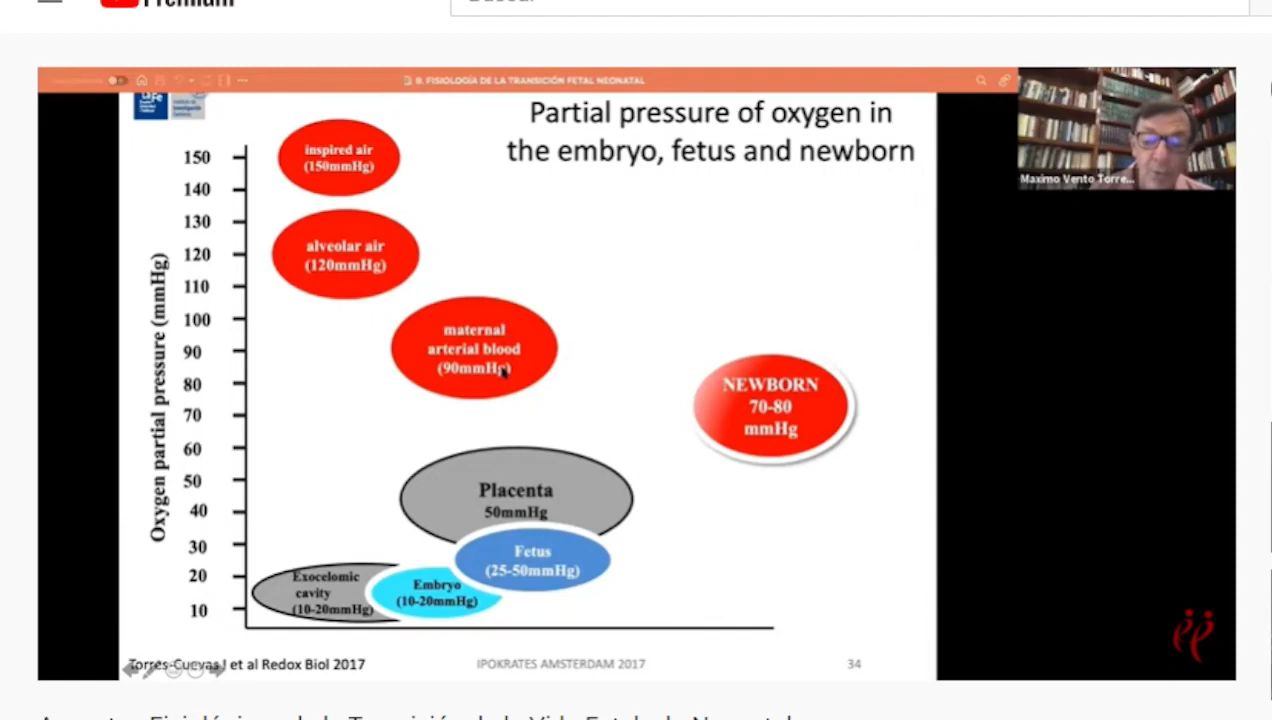 Premium
8. FISIOLOGÍA DE LA TRANSICIÓN FETAL NEONATAL
La Fe
Partial pressure of oxygen in
the embryo, fetus and newborn
Maximo Vento Torre...
Oxygen partial pressure (mmHg)
150
140
130
120
110
100
90
80
70
60
50
40
30
20
10
inspired air
(150mmHg)
alveolar air
(120mmHg)
maternal
arterial blood
(90mmHg)
NEWBORN
70-80
mmHg
Placenta
50mmHg
Fetus
(25-50mmHg)
Exocelomic
cavity
(10-20mmHg)
Embryo
(10-20mmHg)
Torres-Cuevas I et al Redox Biol 2017
IPOKRATES AMSTERDAM 2017
34